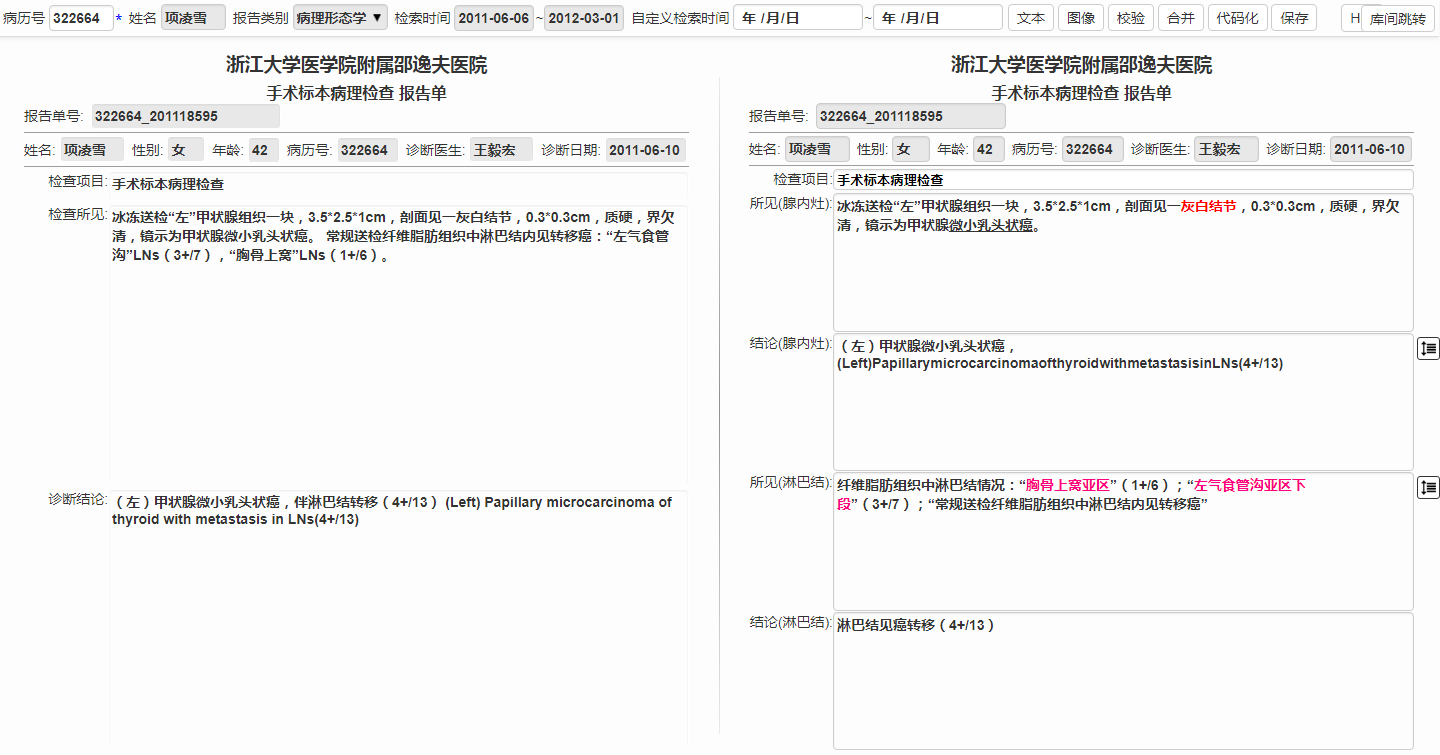 病历号 322664 * 姓名 项凌雪 报告类别 病理形态学 ▼ 检索时间 2011-06-06 ~ 2012-03-01 自定义检索时间 年 /月/日 ~ 年 /月/日 文本 图像 校验 合并 代码化 保存 H 库间跳转
浙江大学医学院附属邵逸夫医院
手术标本病理检查 报告单
报告单号: 322664_201118595
姓名: 项凌雪 性别: 女 年龄: 42 病历号: 322664 诊断医生: 王毅宏 诊断日期: 2011-06-10
检查项目: 手术标本病理检查
检查所见: 冰冻送检“左”甲状腺组织一块，3.5*2.5*1cm，剖面见一灰白结节，0.3*0.3cm，质硬，界欠
清，镜示为甲状腺微小乳头状癌。 常规送检纤维脂肪组织中淋巴结内见转移癌：“左气食管
沟”LNs（3+/7），“胸骨上窝”LNs（1+/6）。
诊断结论: （左）甲状腺微小乳头状癌，伴淋巴结转移（4+/13） (Left) Papillary microcarcinoma of
thyroid with metastasis in LNs(4+/13)
浙江大学医学院附属邵逸夫医院
手术标本病理检查 报告单
报告单号: 322664_201118595
姓名: 项凌雪 性别: 女 年龄: 42 病历号: 322664 诊断医生: 王毅宏 诊断日期: 2011-06-10
检查项目: 手术标本病理检查
所见(腺内灶): 冰冻送检“左”甲状腺组织一块，3.5*2.5*1cm，剖面见一灰白结节，0.3*0.3cm，质硬，界欠
清，镜示为甲状腺微小乳头状癌。
结论(腺内灶): （左）甲状腺微小乳头状癌，
(Left)PapillarymicrocarcinomaofthyroidwithmetastasisinLNs(4+/13)
所见(淋巴结): 纤维脂肪组织中淋巴结情况：“胸骨上窝亚区”（1+/6）；“左气食管沟亚区下
段”（3+/7）；“常规送检纤维脂肪组织中淋巴结内见转移癌”
结论(淋巴结): 淋巴结见癌转移（4+/13）